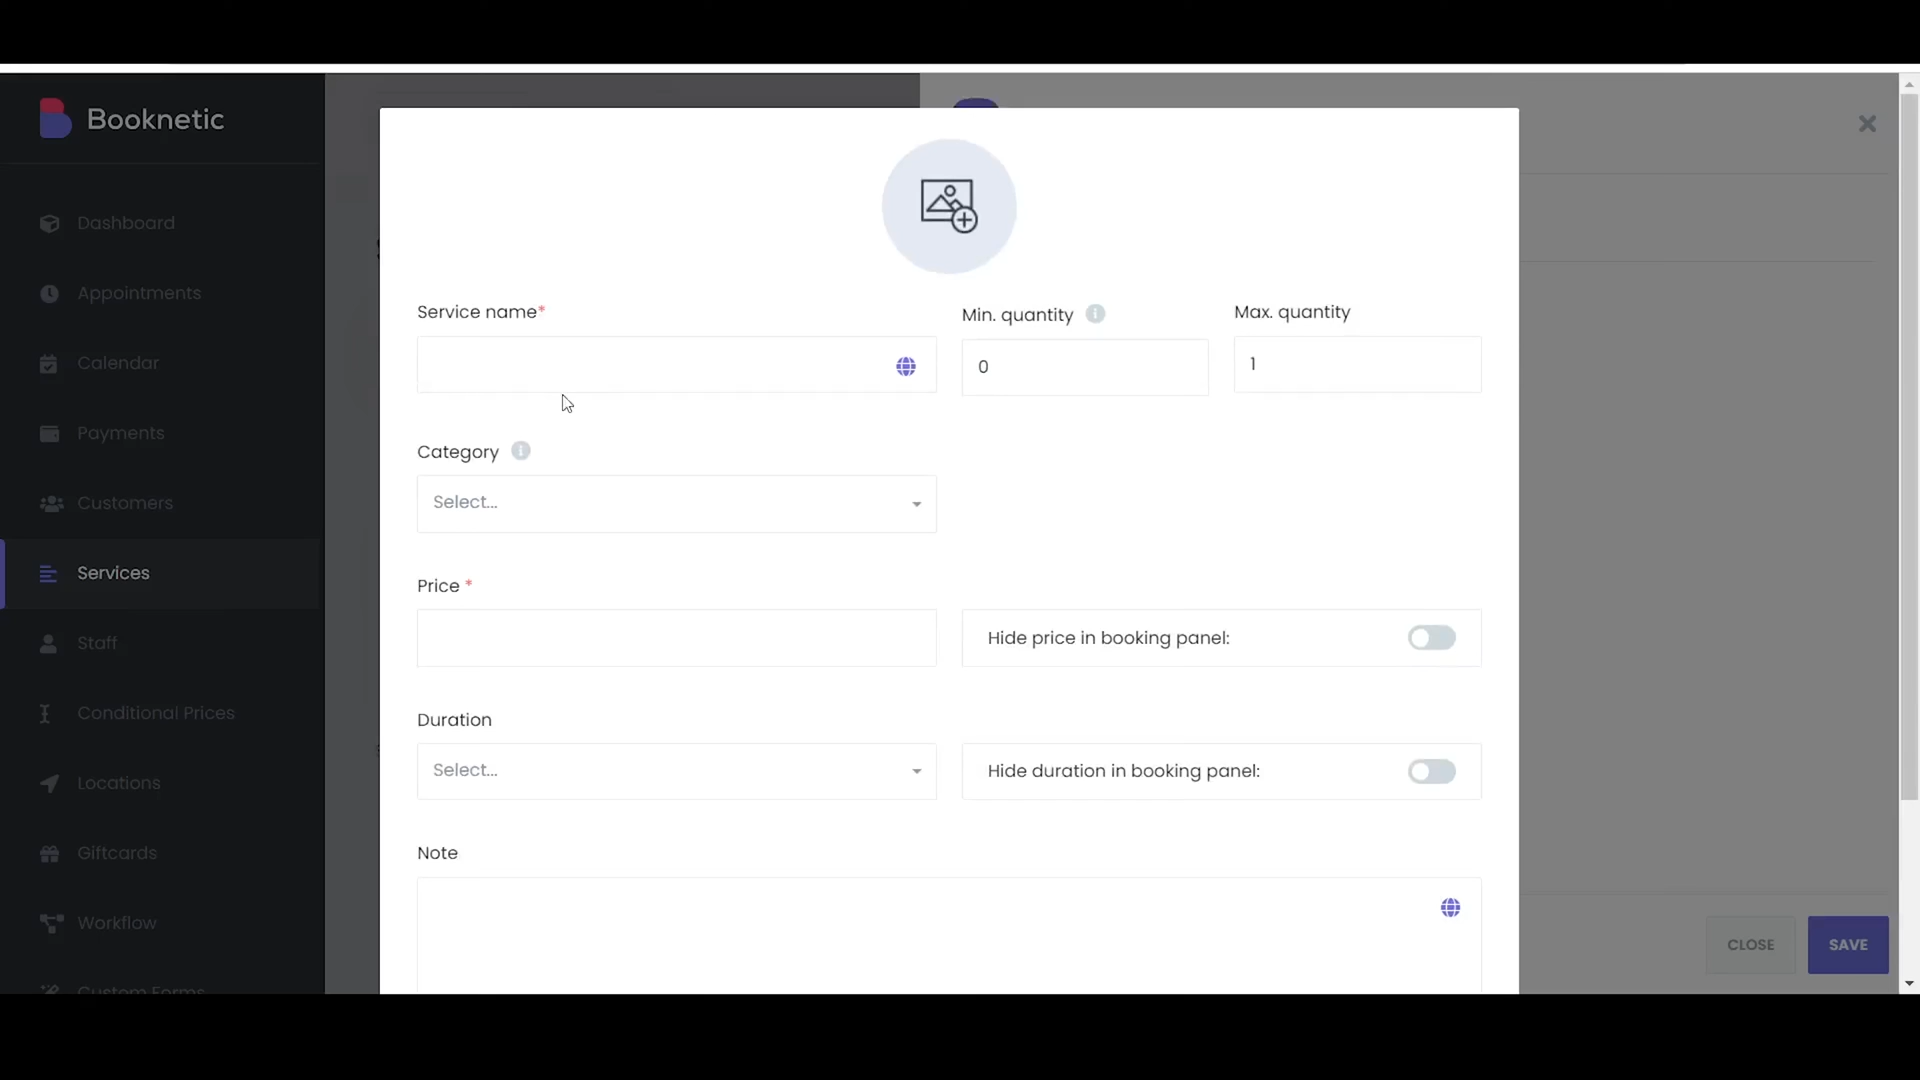 Booknetic
Dashboard
Appointments
Calendar
Payments
Customers
Services
Staff
Conditional Prices
Locations
Giftcards
Workflow
Custom Forms
Service name*
Min. quantity
Max. quantity
0
1
Category
Select...
Price *
Hide price in booking panel:
Duration
Select...
Hide duration in booking panel:
Note
CLOSE
SAVE